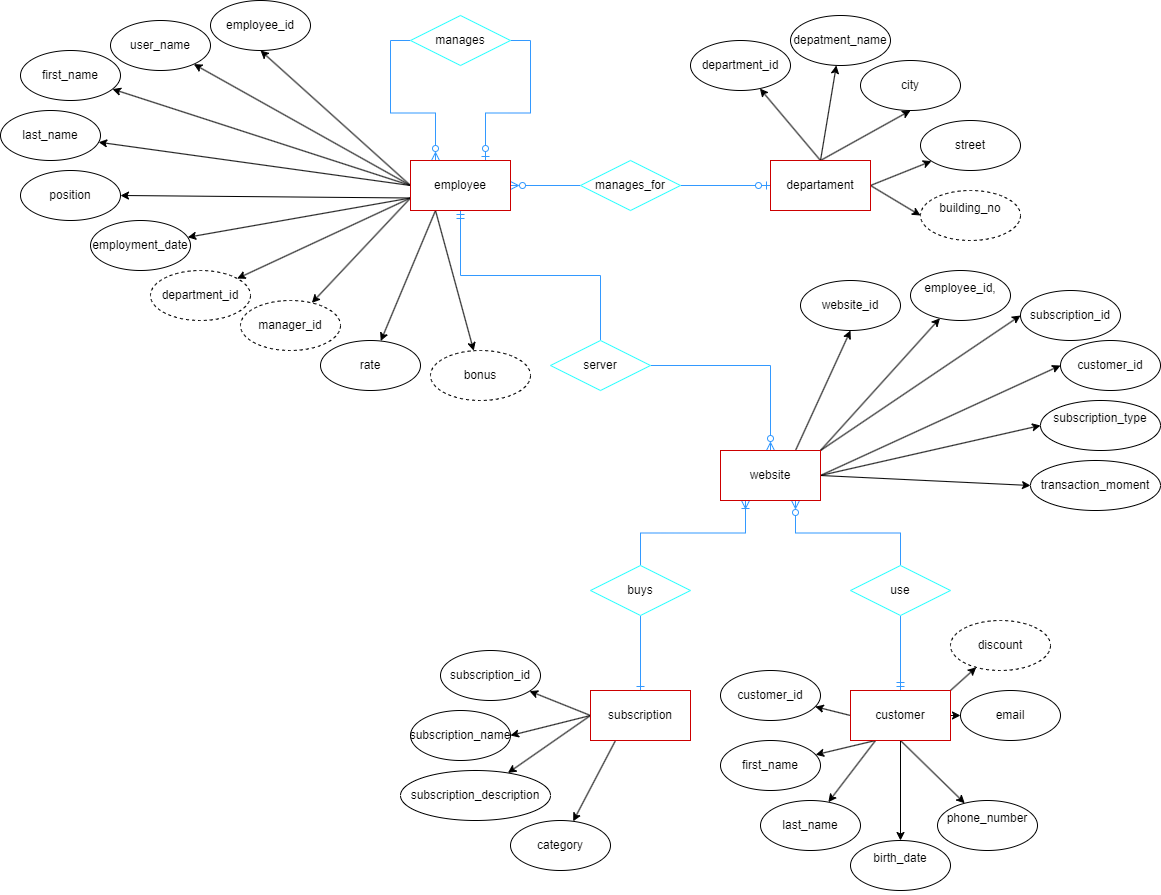 employee_id
manages
user_name
depatment_name
department_id
first_name
city
last_name
street
employee
manages_for
departament
position
building_no
employment_date
department_id
manager_id
website_id
employee_id,
subscription_id
rate
bonus
server
customer_id
subscription_type
website
transaction_moment
buys
use
discount
subscription_id
customer_id
subscription_name
subscription
customer
email
first_name
subscription_description
last_name
phone_number
category
birth_date